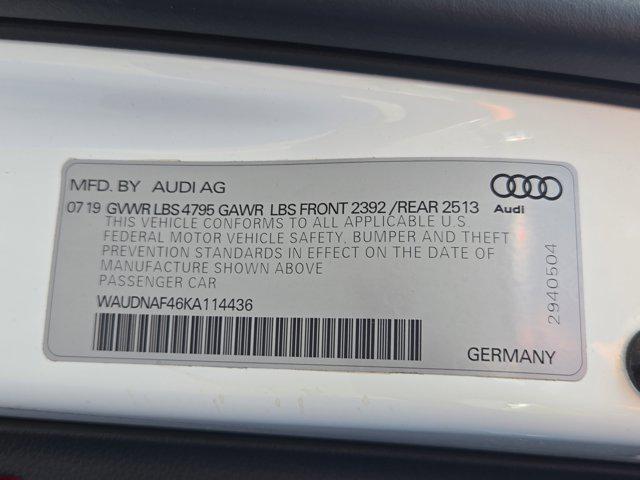 MFD. BY AUDI AG
07 19 GVWR LBS 4795 GAWR LBS FRONT 2392 /REAR 2513
THIS VEHICLE CONFORMS TO ALL APPLICABLE U.S.
FEDERAL MOTOR VEHICLE SAFETY, BUMPER AND THEFT
PREVENTION STANDARDS IN EFFECT ON THE DATE OF
MANUFACTURE SHOWN ABOVE
PASSENGER CAR
WAUDNAF46KA114436
Audi
2940504
GERMANY